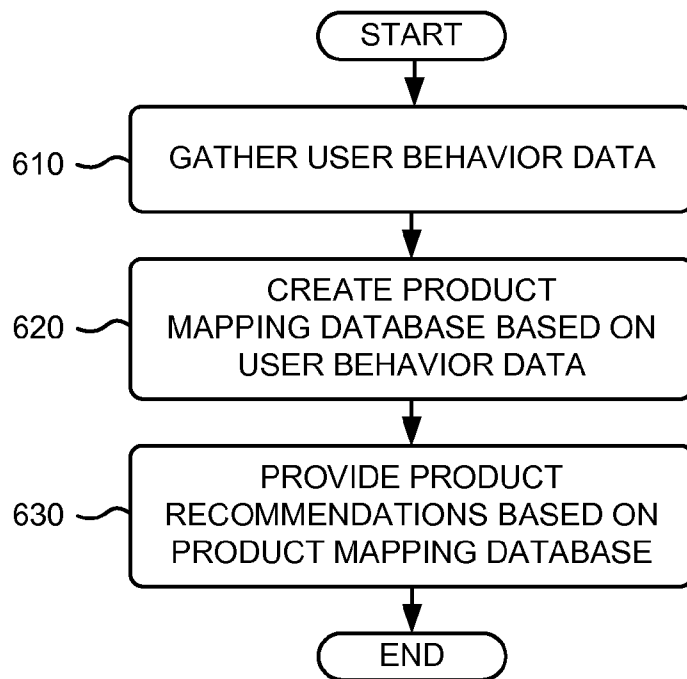 START
610
GATHER USER BEHAVIOR DATA
620
CREATE PRODUCT
MAPPING DATABASE BASED ON
USER BEHAVIOR DATA
630
PROVIDE PRODUCT
RECOMMENDATIONS BASED ON
PRODUCT MAPPING DATABASE
END